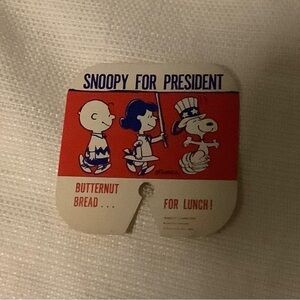 SNOOPY FOR PRESIDENT
BUTTERNUT
BREAD...
FOR LUNCH!